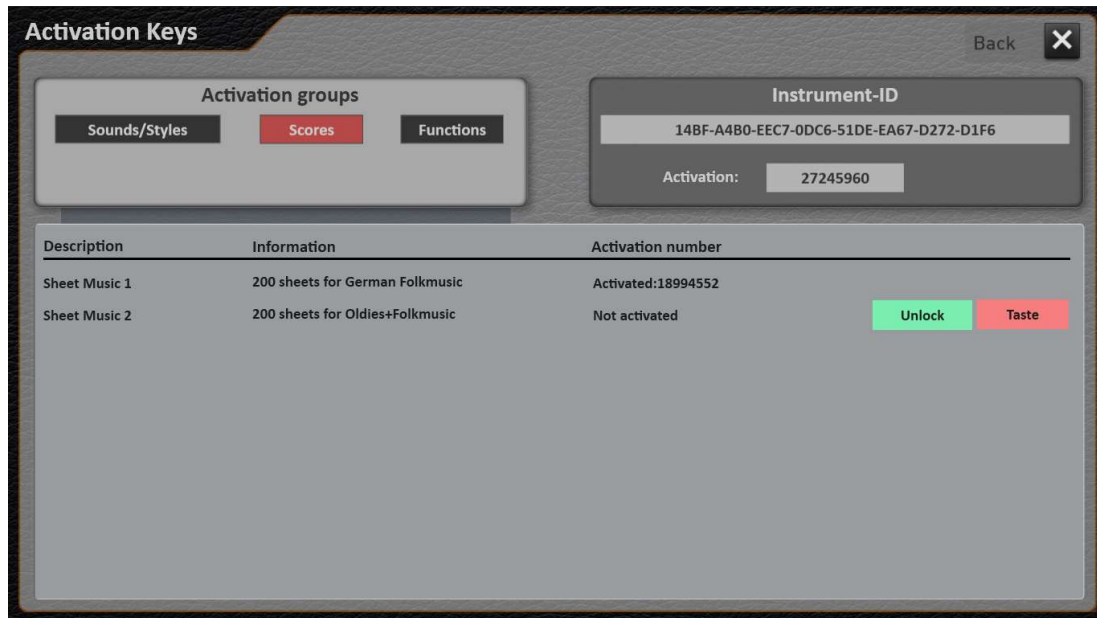 Activation Keys
Back
Activation groups
Sounds/Styles Scores Functions
Instrument-ID
14BF-A4B0-EEC7-0DC6-51DE-EA67-D272-D1F6
Activation: 27245960
Description Information Activation number
Sheet Music 1 200 sheets for German Folkmusic Activated:18994552
Sheet Music 2 200 sheets for Oldies+Folkmusic Not activated Unlock Taste